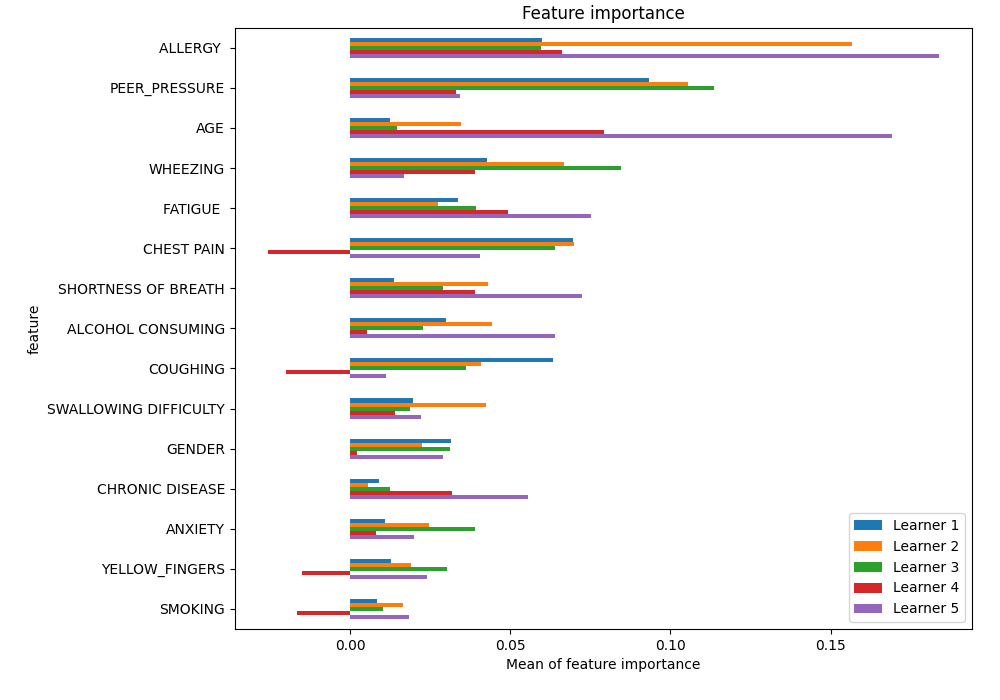 Feature importance
ALLERGY
PEER_PRESSURE
AGE
WHEEZING
FATIGUE
CHEST PAIN
SHORTNESS OF BREATH
ALCOHOL CONSUMING
COUGHING
SWALLOWING DIFFICULTY
GENDER
CHRONIC DISEASE
ANXIETY
YELLOW_FINGERS
SMOKING
feature
Learner 1
Learner 2
Learner 3
Learner 4
Learner 5
0.00 0.05 0.10 0.15
Mean of feature importance